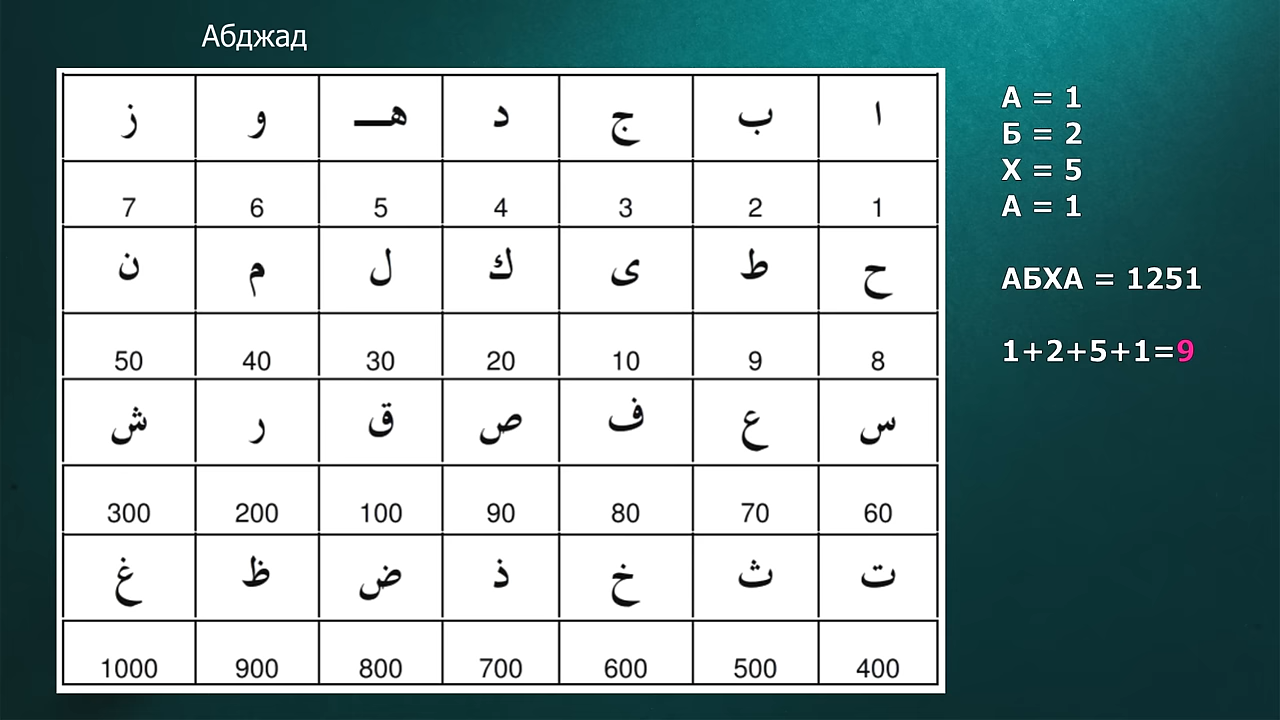 Абджад
ا ب ج د هـ و ز
1 2 3 4 5 6 7
ح ط ى ك ل م ن
8 9 10 20 30 40 50
س ع ف ص ق ر ش
60 70 80 90 100 200 300
ت ث خ ذ ض ظ غ
400 500 600 700 800 900 1000
А = 1
Б = 2
Х = 5
А = 1
АБХА = 1251
1+2+5+1=9